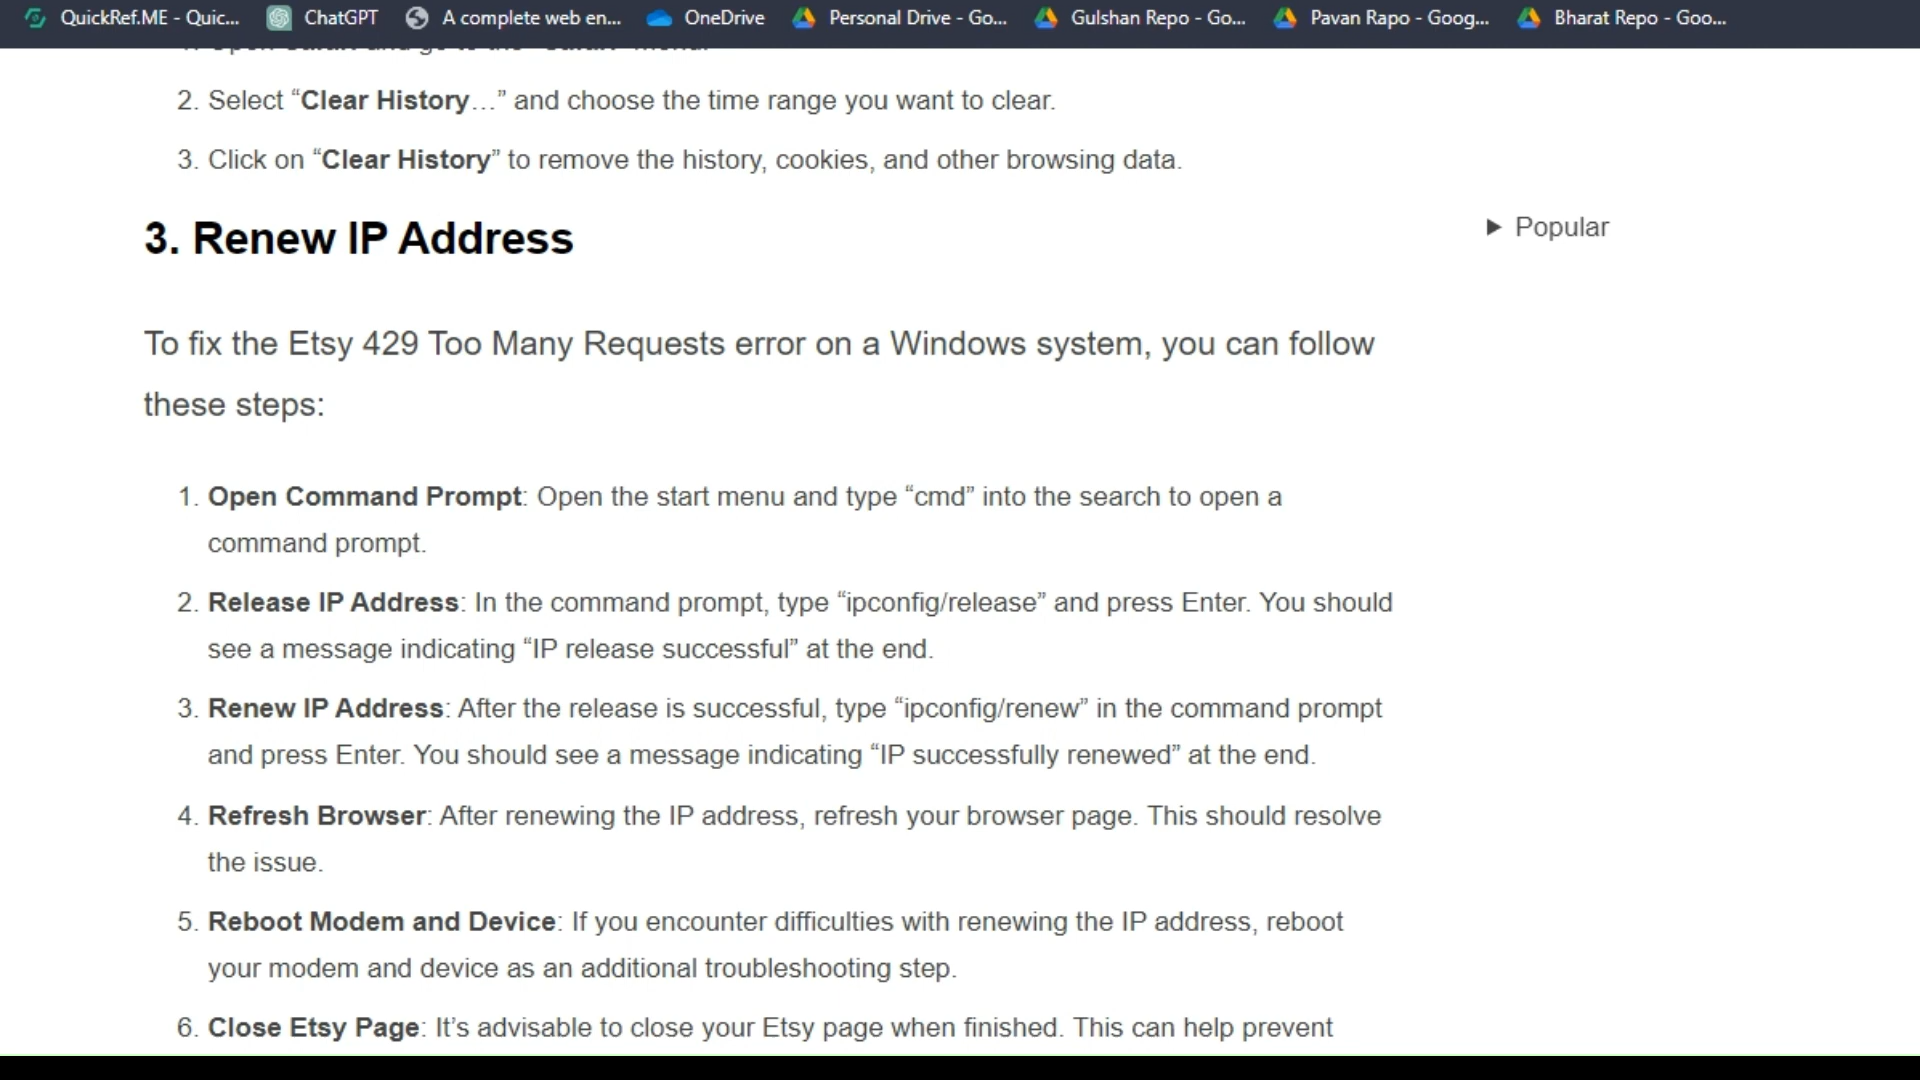 QuickRef.ME - Quic... ChatGPT A complete web en... OneDrive Personal Drive - Go... Gulshan Repo - Go... Pavan Rapo - Goog... Bharat Repo - Goo...
2. Select “Clear History…” and choose the time range you want to clear.
3. Click on “Clear History” to remove the history, cookies, and other browsing data.
3. Renew IP Address
Popular
To fix the Etsy 429 Too Many Requests error on a Windows system, you can follow
these steps:
1. Open Command Prompt: Open the start menu and type “cmd” into the search to open a
command prompt.
2. Release IP Address: In the command prompt, type “ipconfig/release” and press Enter. You should
see a message indicating “IP release successful” at the end.
3. Renew IP Address: After the release is successful, type “ipconfig/renew” in the command prompt
and press Enter. You should see a message indicating “IP successfully renewed” at the end.
4. Refresh Browser: After renewing the IP address, refresh your browser page. This should resolve
the issue.
5. Reboot Modem and Device: If you encounter difficulties with renewing the IP address, reboot
your modem and device as an additional troubleshooting step.
6. Close Etsy Page: It’s advisable to close your Etsy page when finished. This can help prevent